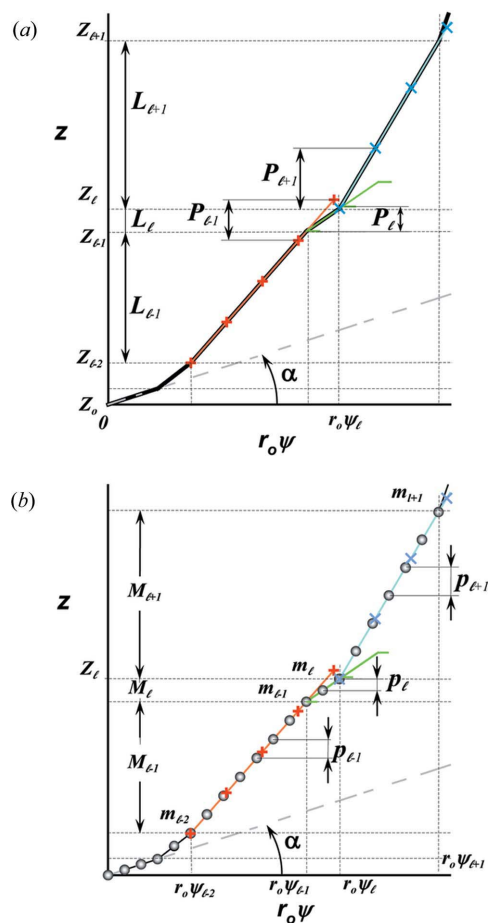 (a)
Z_{ℓ+1}
L_{ℓ+1}
z
P_{ℓ+1}
Z_ℓ
L_ℓ
P_{ℓ-1}
P_ℓ
Z_{ℓ-1}
L_{ℓ-1}
Z_{ℓ-2}
α
Z_o
0
r_oψ
r_oψ_ℓ
(b)
m_{l+1}
M_{ℓ+1}
z
p_{ℓ+1}
Z_ℓ
m_ℓ
M_ℓ
m_{ℓ-1}
p_ℓ
M_{ℓ-1}
p_{ℓ-1}
m_{ℓ-2}
α
r_oψ_{ℓ+1}
r_oψ_{ℓ-2} r_oψ_{ℓ-1} r_oψ_ℓ
r_oψ